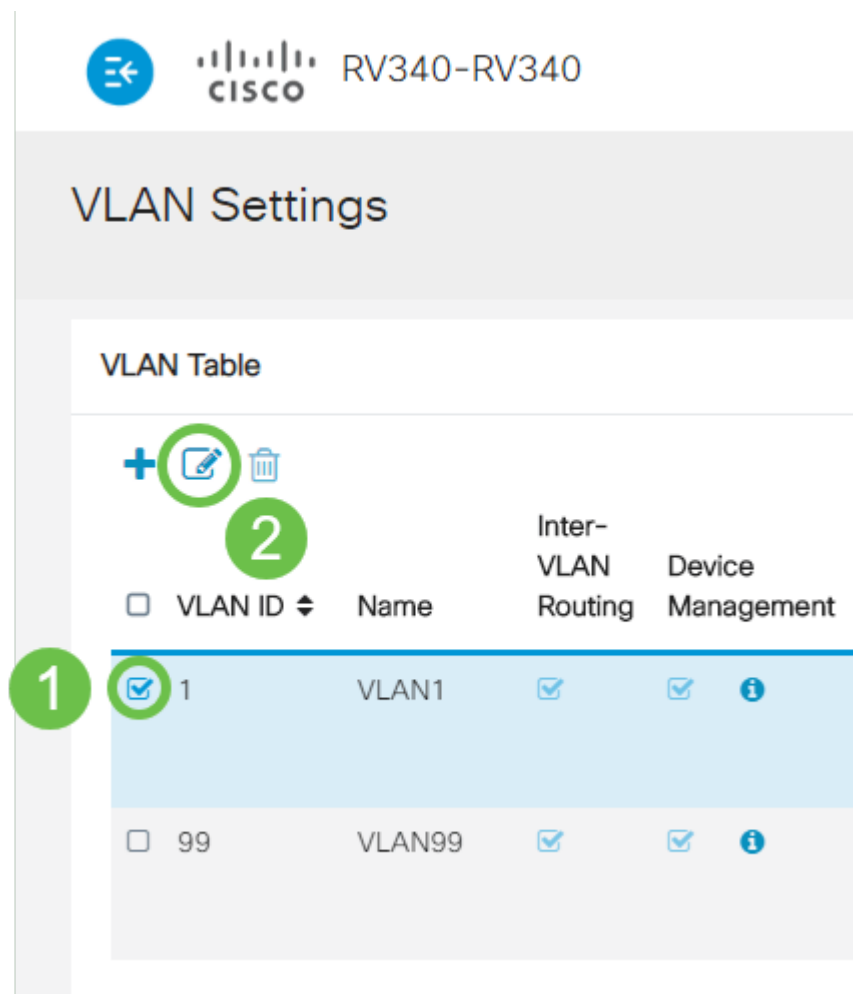 CISCO RV340-RV340
VLAN Settings
VLAN Table
2
VLAN ID Name Inter-VLAN Routing Device Management
1 1 VLAN1
99 VLAN99